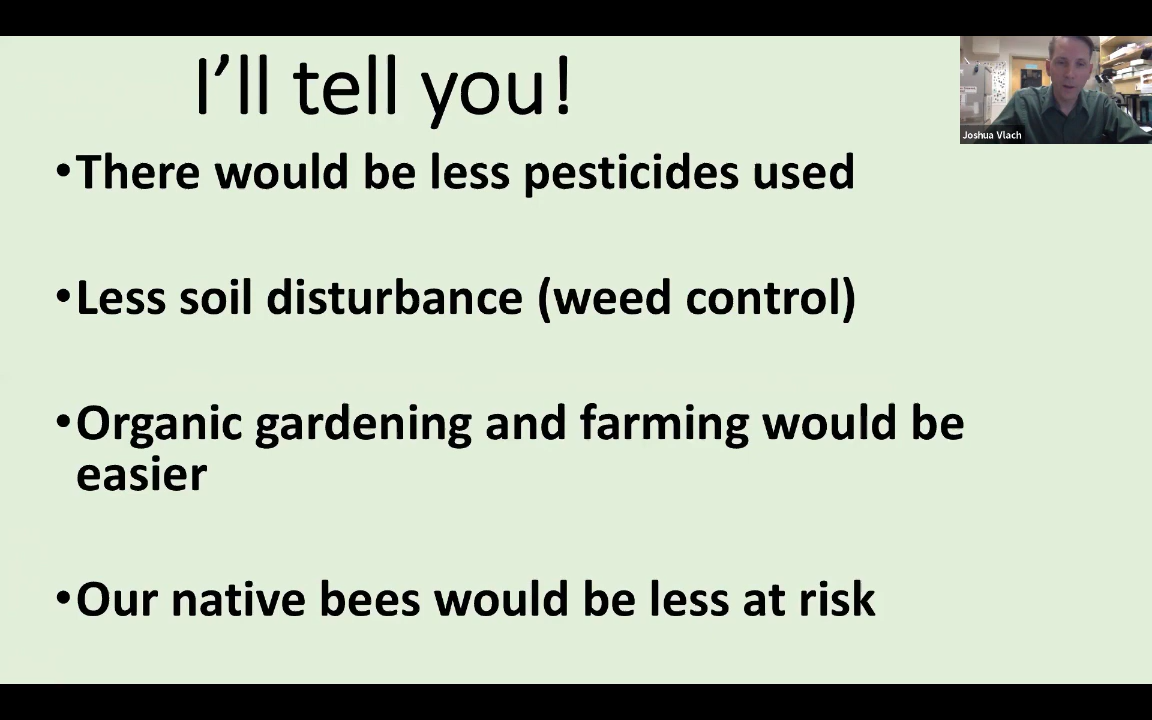 I'll tell you!
Joshua Vlach
•There would be less pesticides used
•Less soil disturbance (weed control)
•Organic gardening and farming would be
easier
•Our native bees would be less at risk